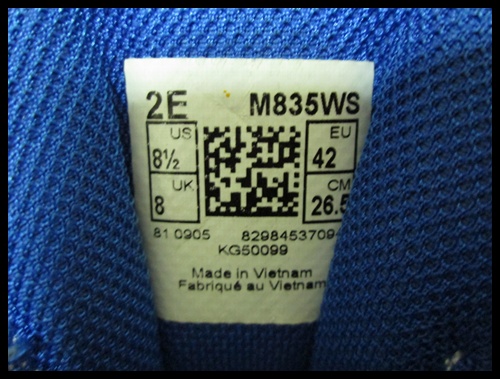 2E M835WS
US EU
8½ 42
UK CM
8 26.5
81 0905 8298453709
KG50099
Made in Vietnam
Fabriqué au Vietnam